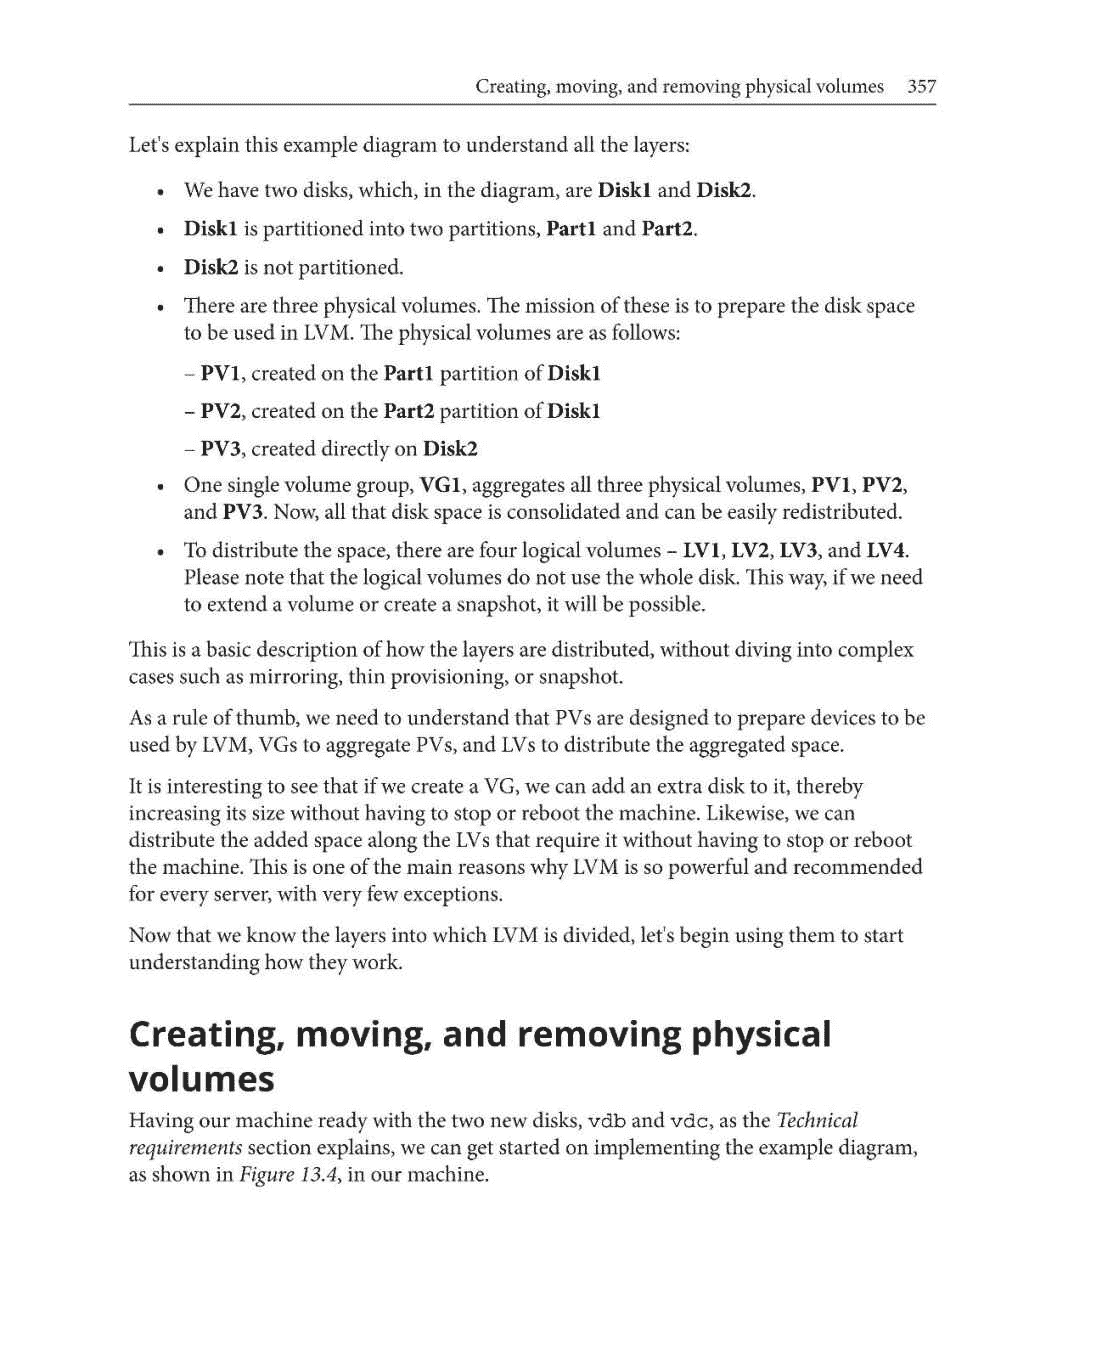 Creating, moving, and removing physical volumes 357
Let's explain this example diagram to understand all the layers:
• We have two disks, which, in the diagram, are Disk1 and Disk2.
• Disk1 is partitioned into two partitions, Part1 and Part2.
• Disk2 is not partitioned.
• There are three physical volumes. The mission of these is to prepare the disk space
to be used in LVM. The physical volumes are as follows:
– PV1, created on the Part1 partition of Disk1
– PV2, created on the Part2 partition of Disk1
– PV3, created directly on Disk2
• One single volume group, VG1, aggregates all three physical volumes, PV1, PV2,
and PV3. Now, all that disk space is consolidated and can be easily redistributed.
• To distribute the space, there are four logical volumes – LV1, LV2, LV3, and LV4.
Please note that the logical volumes do not use the whole disk. This way, if we need
to extend a volume or create a snapshot, it will be possible.
This is a basic description of how the layers are distributed, without diving into complex
cases such as mirroring, thin provisioning, or snapshot.
As a rule of thumb, we need to understand that PVs are designed to prepare devices to be
used by LVM, VGs to aggregate PVs, and LVs to distribute the aggregated space.
It is interesting to see that if we create a VG, we can add an extra disk to it, thereby
increasing its size without having to stop or reboot the machine. Likewise, we can
distribute the added space along the LVs that require it without having to stop or reboot
the machine. This is one of the main reasons why LVM is so powerful and recommended
for every server, with very few exceptions.
Now that we know the layers into which LVM is divided, let's begin using them to start
understanding how they work.
Creating, moving, and removing physical
volumes
Having our machine ready with the two new disks, vdb and vdc, as the Technical
requirements section explains, we can get started on implementing the example diagram,
as shown in Figure 13.4, in our machine.